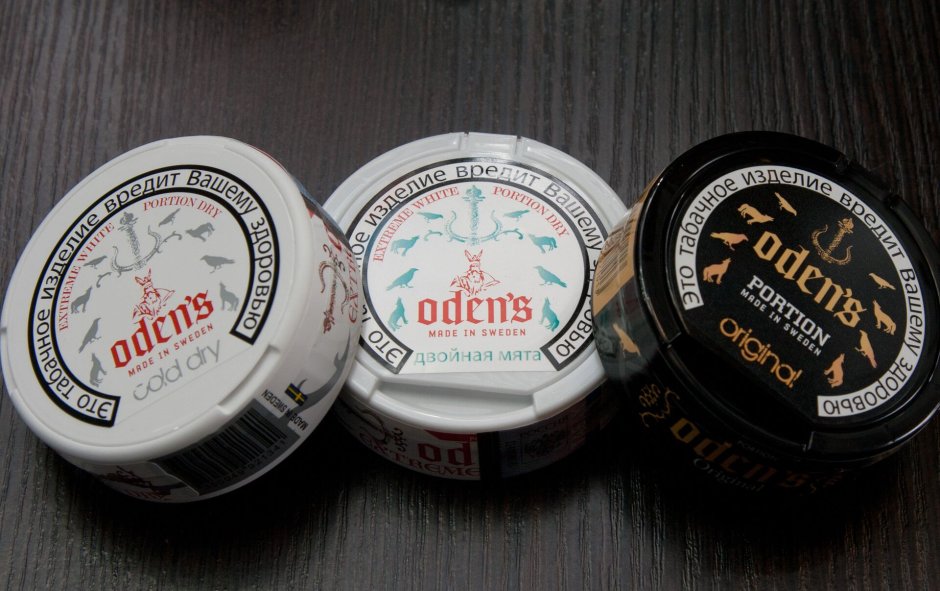 Это табачное изделие вредит Вашему здоровью
EXTREME WHITE PORTION DRY
oden's
MADE IN SWEDEN
cold dry
MADE IN SWEDEN
Это изделие вредит Вашему здоровью
EXTREME WHITE PORTION DRY
oden's
MADE IN SWEDEN
двойная мята
EXTREME
Это табачное изделие вредит Вашему здоровью
oden's
PORTION
MADE IN SWEDEN
original
oden's
Original